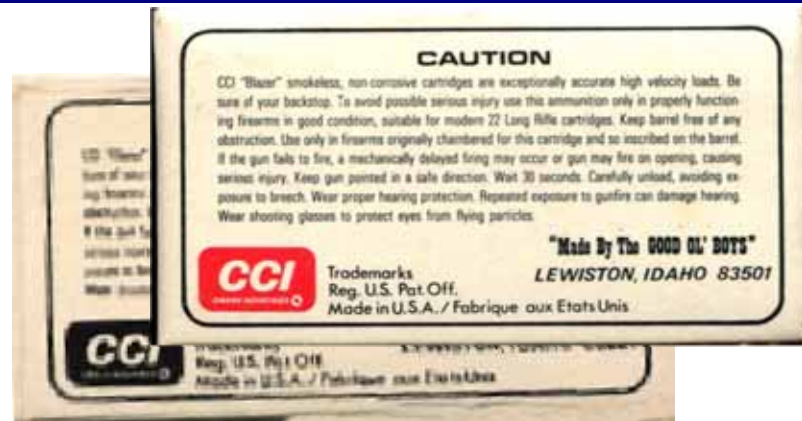 CAUTION
CCI "Blazer" smokeless, non-corrosive cartridges are exceptionally accurate high velocity loads. Be
sure of your backstop. To avoid possible serious injury use this ammunition only in properly function-
ing firearms in good condition, suitable for modern 22 Long Rifle cartridges. Keep barrel free of any
obstruction. Use only in firearms originally chambered for this cartridge and so inscribed on the barrel.
If the gun fails to fire, a mechanically delayed firing may occur or gun may fire on opening, causing
serious injury. Keep gun pointed in a safe direction. Wait 30 seconds. Carefully unload, avoiding ex-
posure to breech. Wear proper hearing protection. Repeated exposure to gunfire can damage hearing.
Wear shooting glasses to protect eyes from flying particles.
"Made By The GOOD OL' BOYS"
LEWISTON, IDAHO 83501
CCI
Trademarks
Reg. U.S. Pat. Off.
Made in U.S.A. / Fabrique aux Etats Unis
CCI
Reg. U.S. Pat Off.
Made in U.S.A. / Fabrique aux Etats Unis